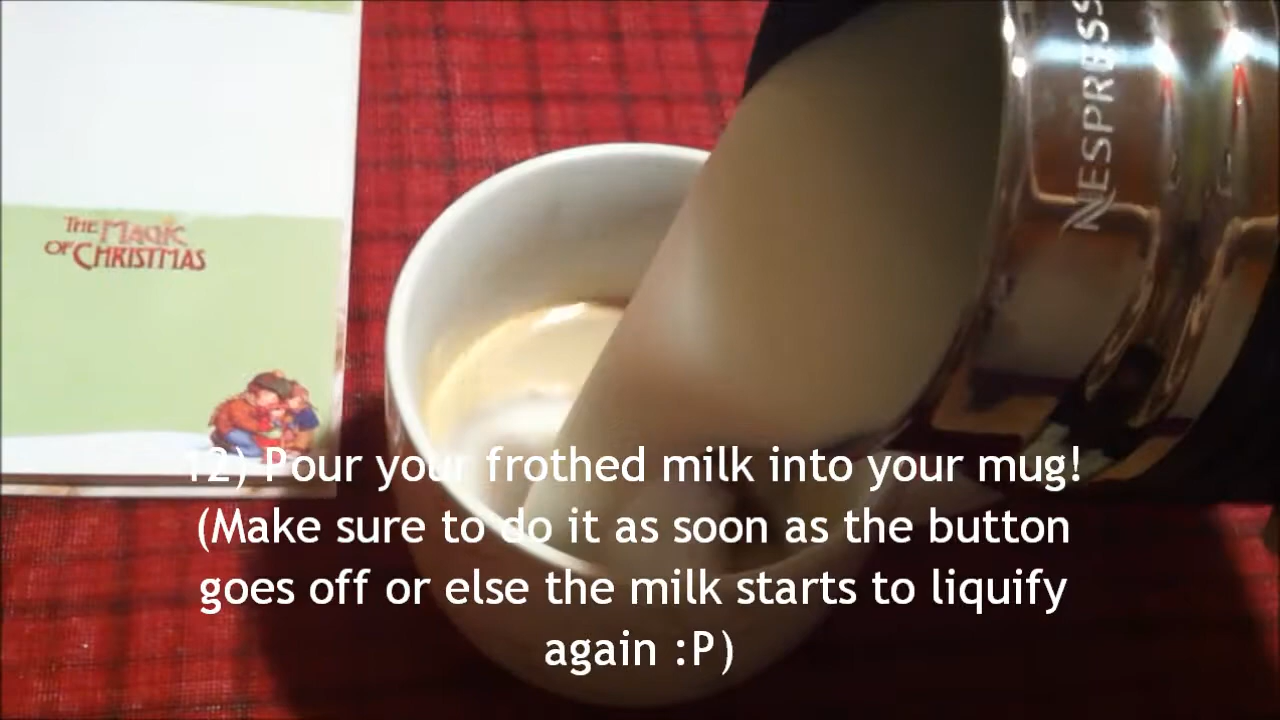 THE MAGIC
OF CHRISTMAS
NESPRESS
12) Pour your frothed milk into your mug!
(Make sure to do it as soon as the button
goes off or else the milk starts to liquify
again :P)